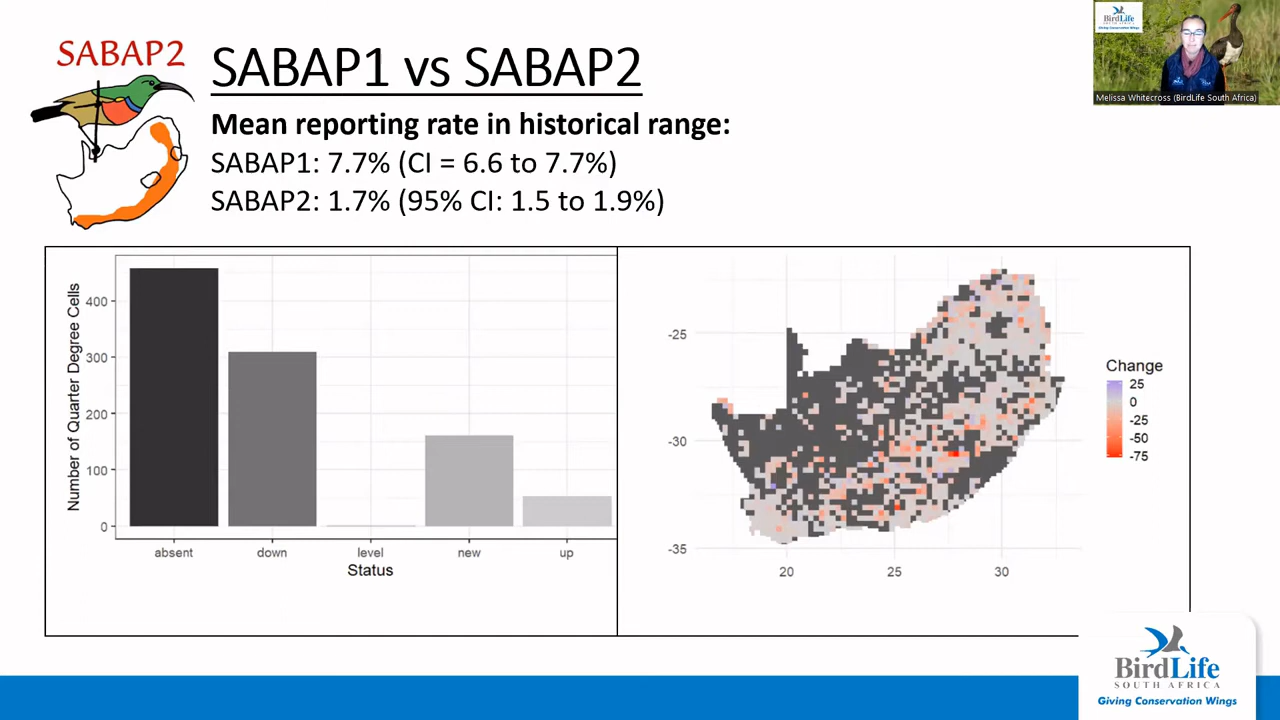 SABAP2
SABAP1 vs SABAP2
Mean reporting rate in historical range:
SABAP1: 7.7% (CI = 6.6 to 7.7%)
SABAP2: 1.7% (95% CI: 1.5 to 1.9%)
BirdLife
SOUTH AFRICA
Giving Conservation Wings
Melissa Whitecross (BirdLife South Africa)
Number of Quarter Degree Cells
400
300
200
100
0
absent down level new up
Status
-25
-30
-35
20 25 30
Change
25
0
-25
-50
-75
BirdLife
SOUTH AFRICA
Giving Conservation Wings